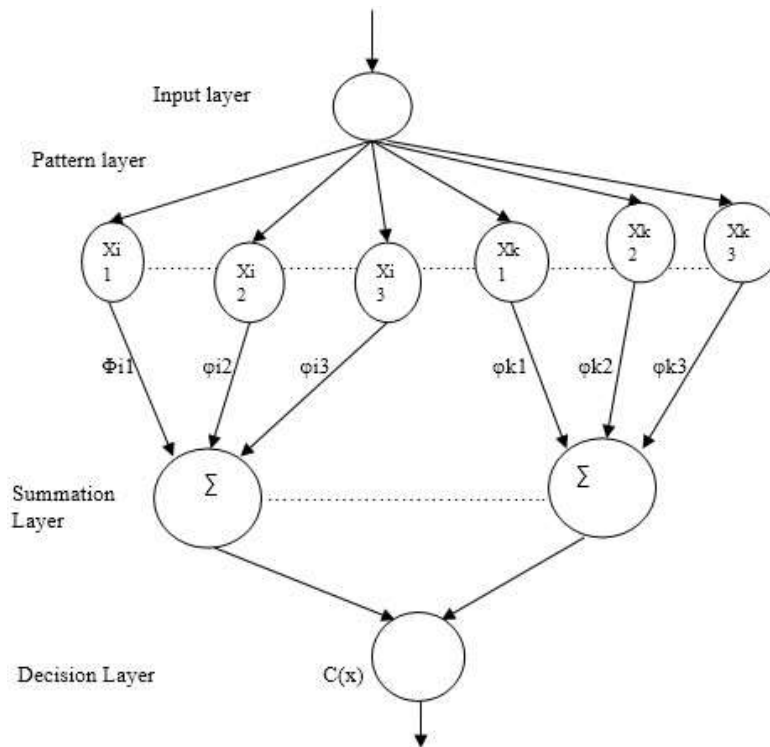 Input layer
Pattern layer
Xi
1
Xi
2
Xi
3
Xk
1
Xk
2
Xk
3
Φi1
φi2
φi3
φk1
φk2
φk3
∑
∑
Summation
Layer
Decision Layer
C(x)